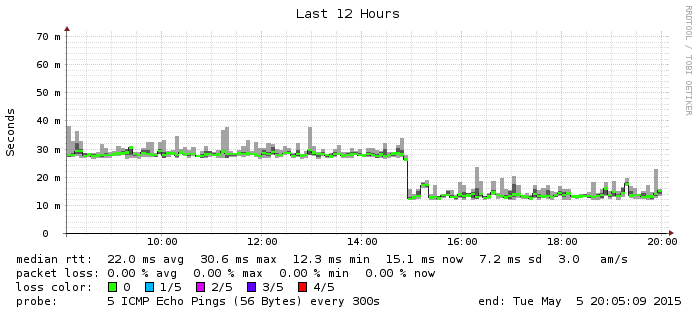 Last 12 Hours
RRDTOOL / TOBI OETIKER
Seconds
70 m
60 m
50 m
40 m
30 m
20 m
10 m
0
10:00 12:00 14:00 16:00 18:00 20:00
median rtt: 22.0 ms avg 30.6 ms max 12.3 ms min 15.1 ms now 7.2 ms sd 3.0 am/s
packet loss: 0.00 % avg 0.00 % max 0.00 % min 0.00 % now
loss color: 0 1/5 2/5 3/5 4/5
probe: 5 ICMP Echo Pings (56 Bytes) every 300s end: Tue May 5 20:05:09 2015